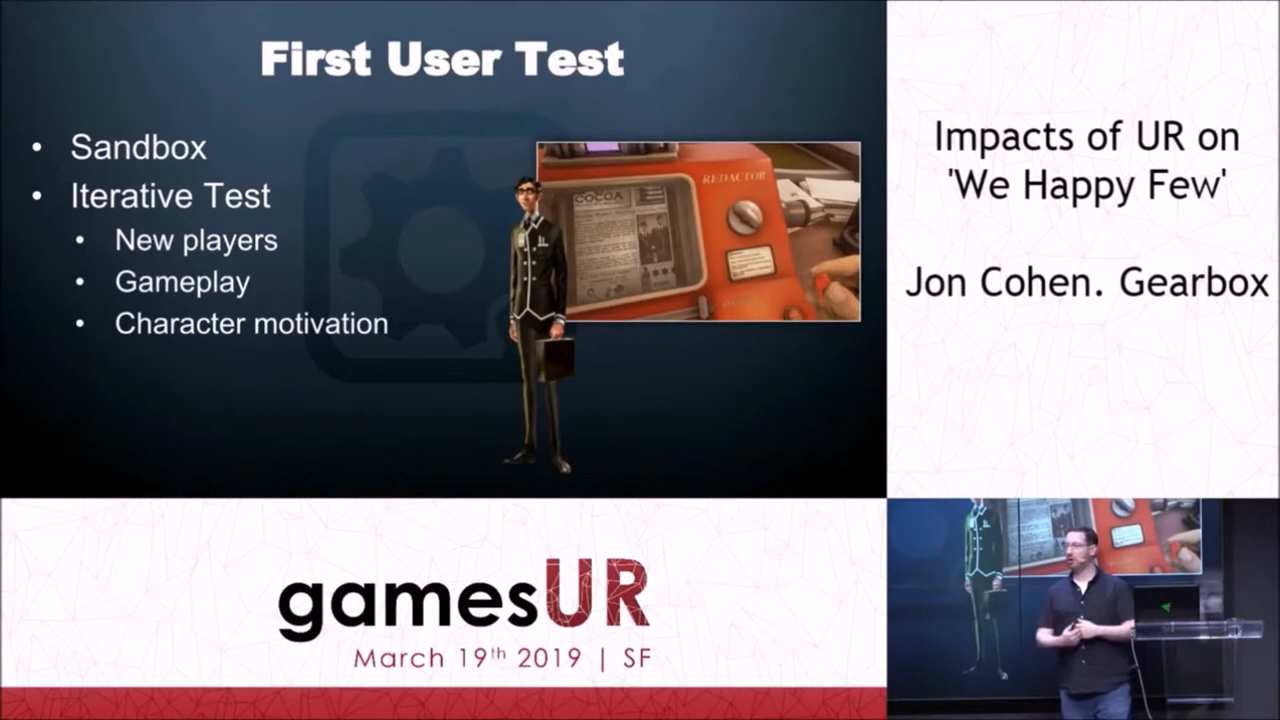 First User Test
• Sandbox
• Iterative Test
• New players
• Gameplay
• Character motivation
COCOA
REDACTOR
Impacts of UR on
'We Happy Few'
Jon Cohen. Gearbox
gamesUR
March 19th 2019 | SF